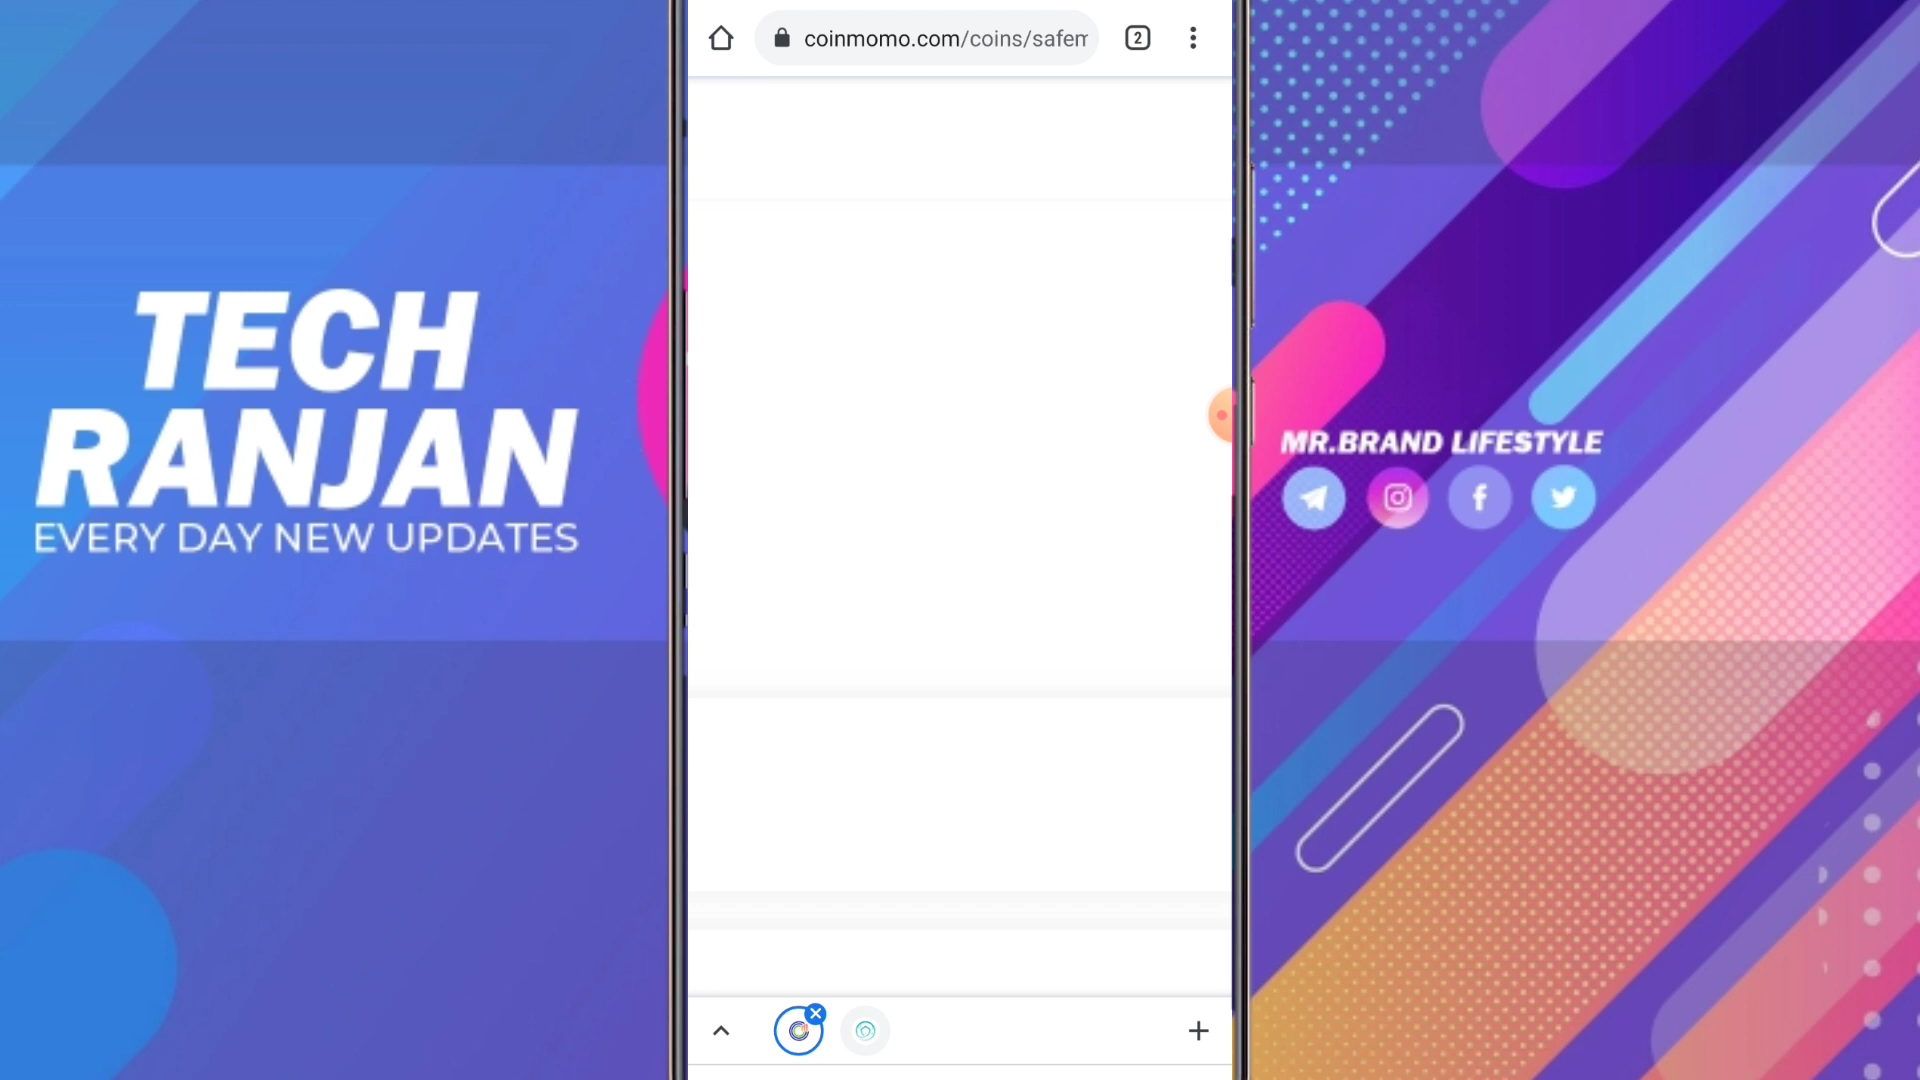 TECH
RANJAN
EVERY DAY NEW UPDATES
coinmomo.com/coins/safem
2
MR.BRAND LIFESTYLE